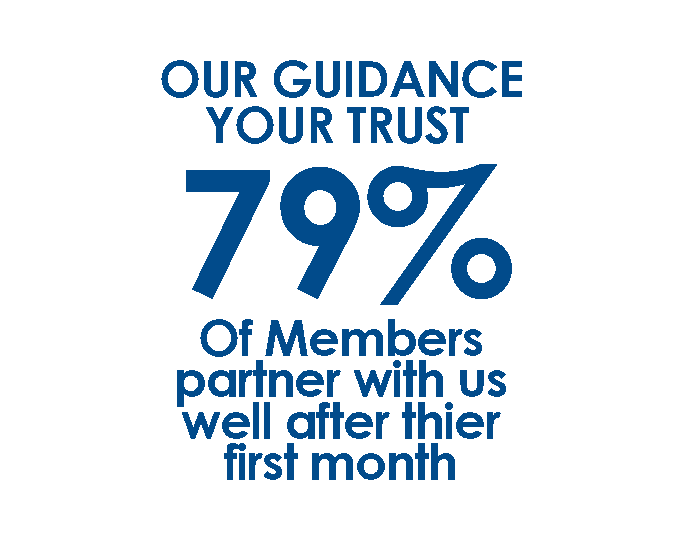 OUR GUIDANCE
YOUR TRUST
79%
Of Members
partner with us
well after thier
first month